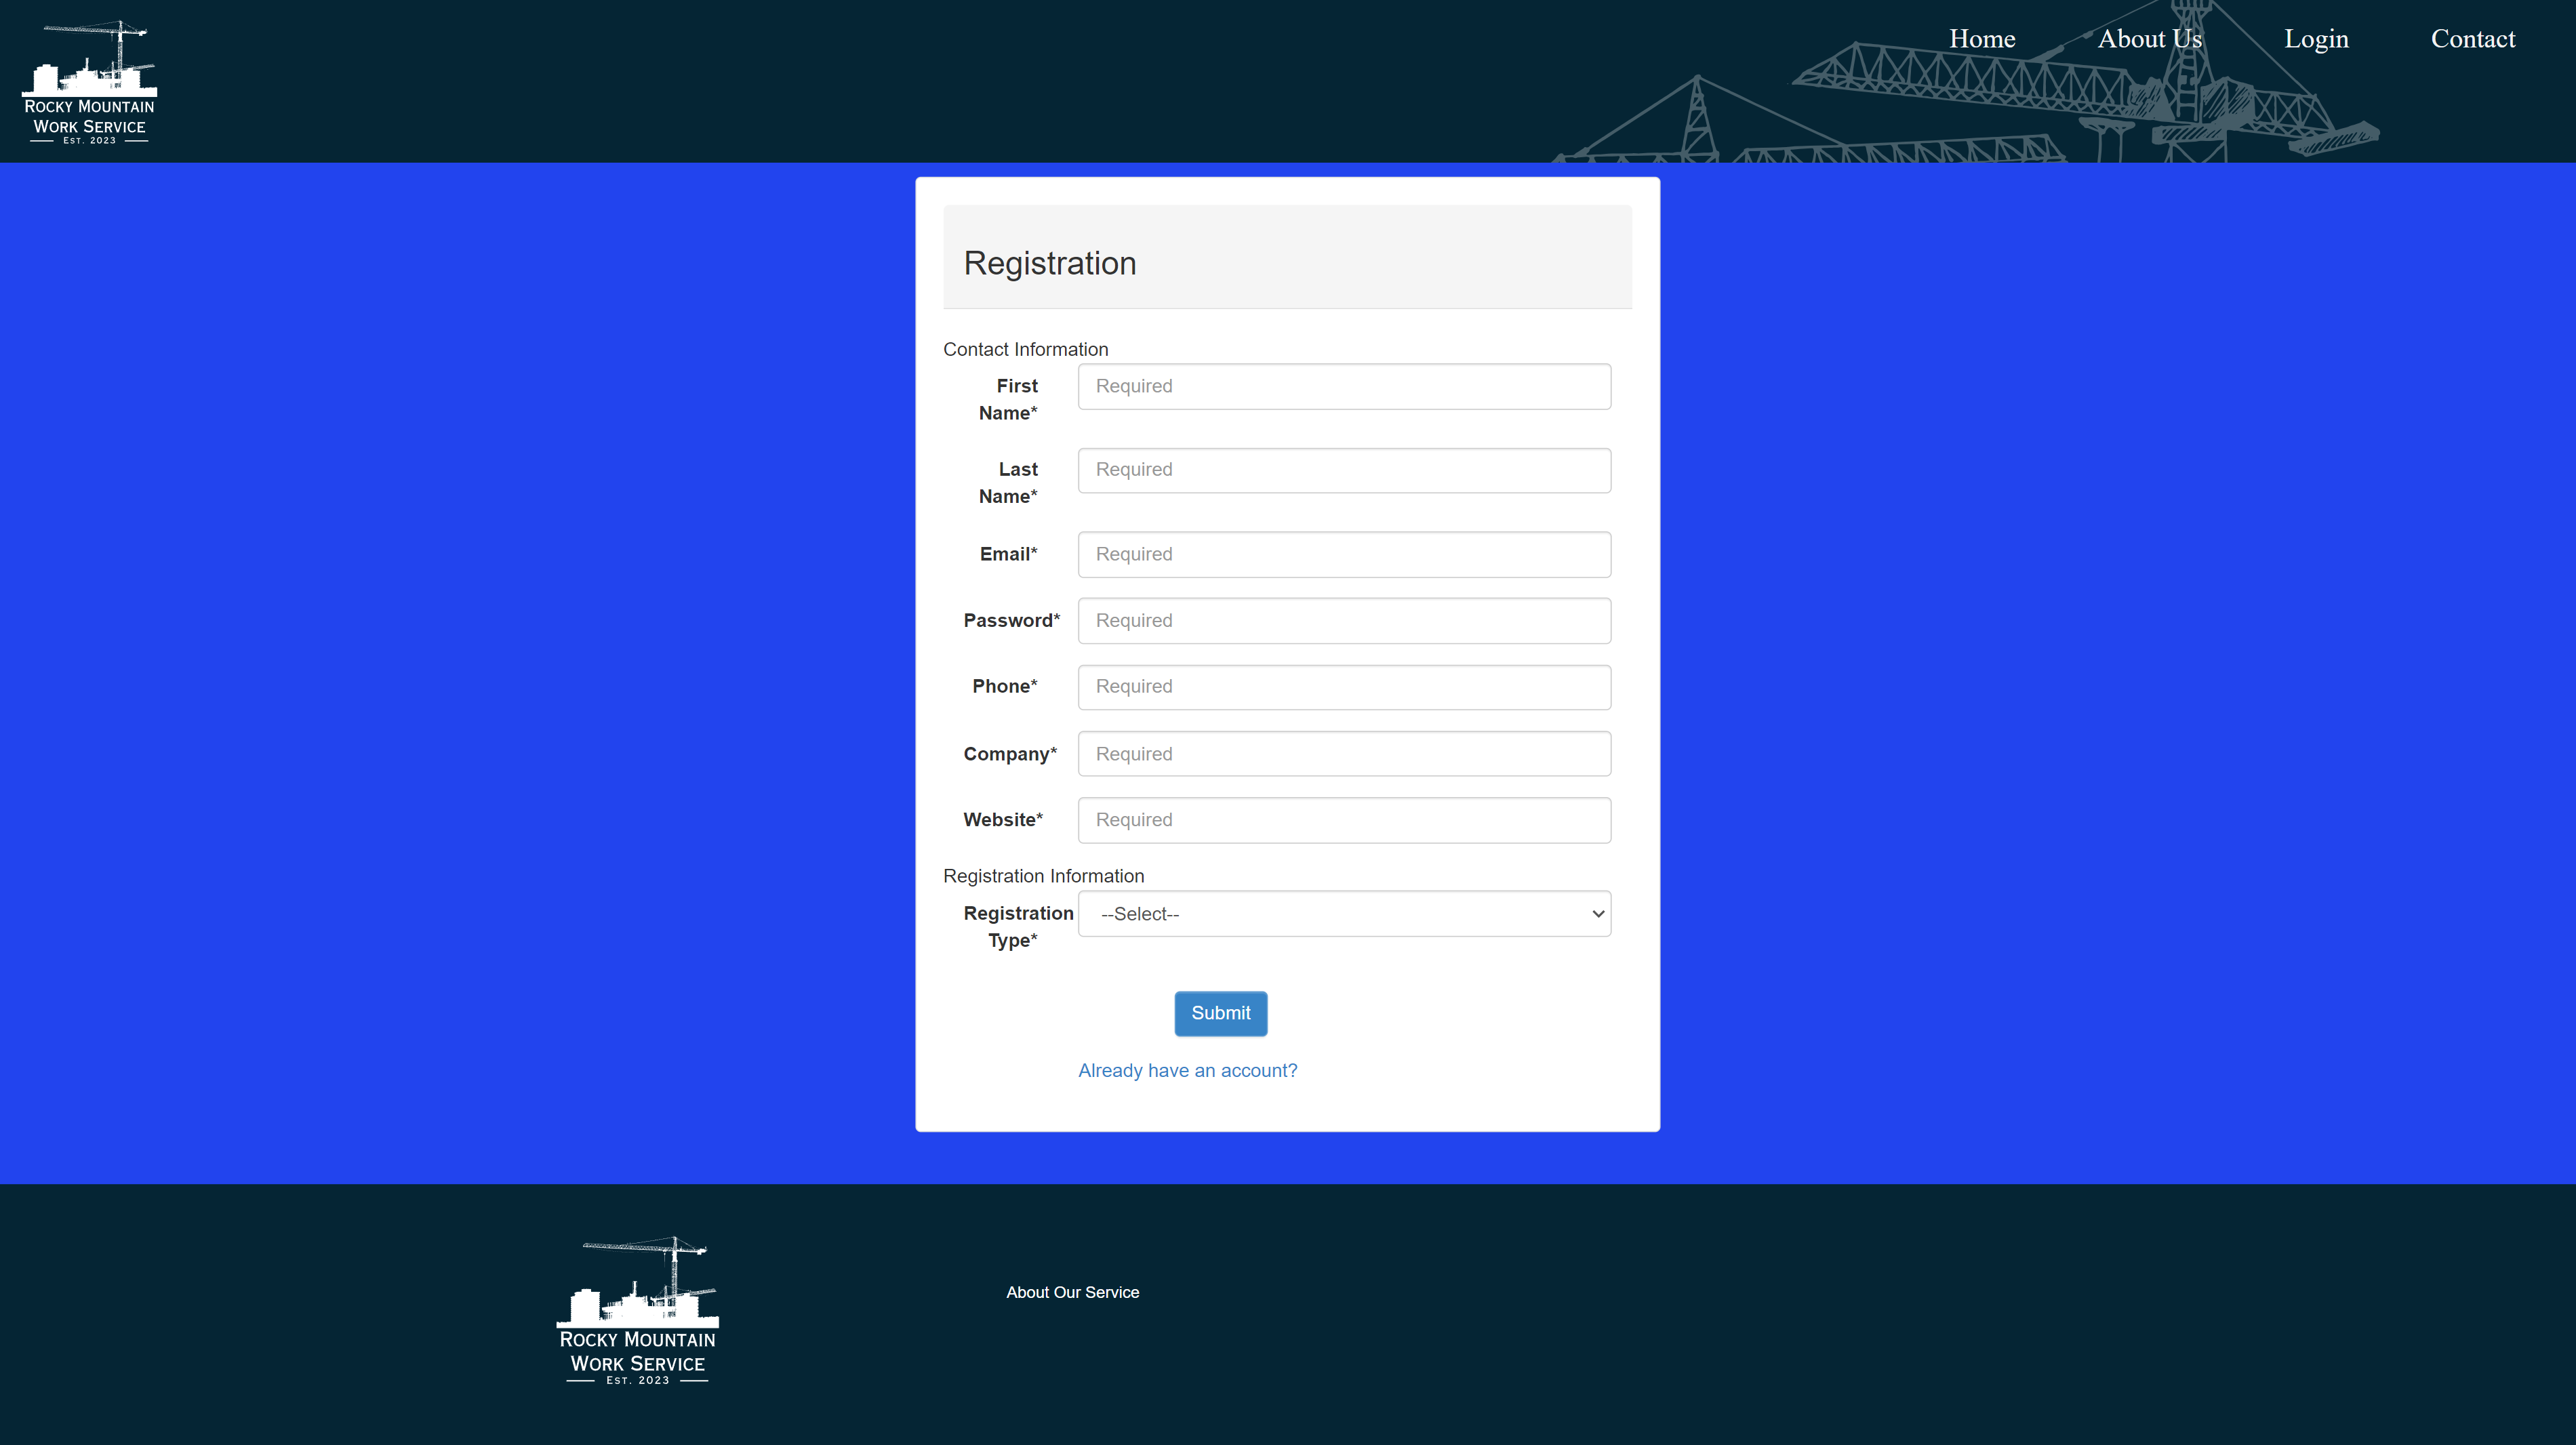 Rocky Mountain
Work Service
Est. 2023
Home About Us Login Contact
Registration
Contact Information
First
Name*
Required
Last
Name*
Required
Email*
Required
Password*
Required
Phone*
Required
Company*
Required
Website*
Required
Registration Information
Registration
Type*
--Select--
Submit
Already have an account?
Rocky Mountain
Work Service
Est. 2023
About Our Service